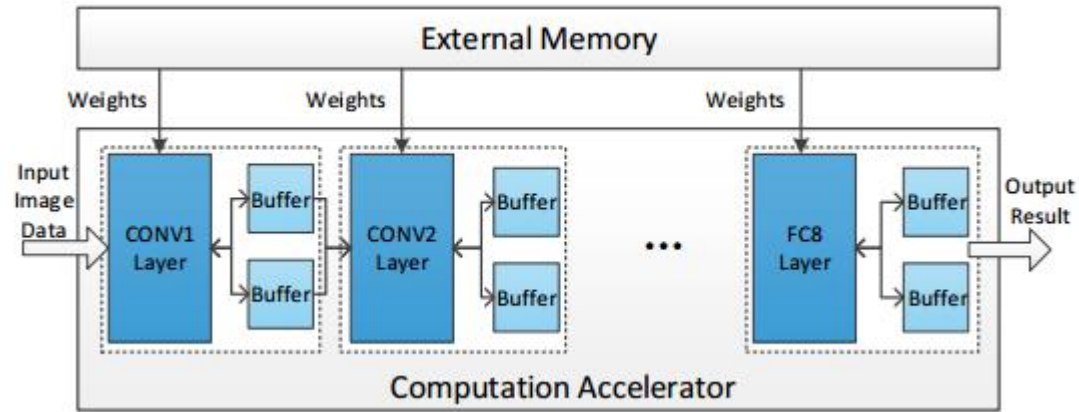 External Memory
Weights
Weights
Weights
Input
Image
Data
CONV1
Layer
Buffer
Buffer
CONV2
Layer
Buffer
Buffer
•••
FC8
Layer
Buffer
Buffer
Output
Result
Computation Accelerator